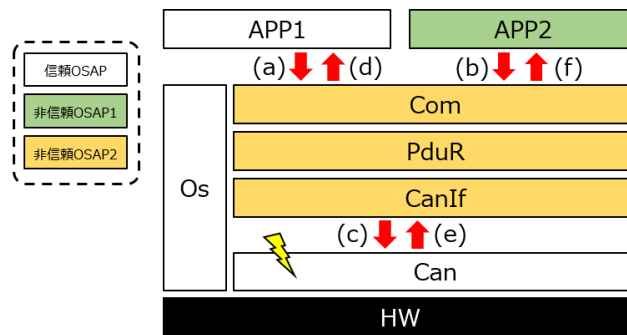 APP1
APP2
(a)
(d)
(b)
(f)
信頼OSAP
非信頼OSAP1
非信頼OSAP2
Os
Com
PduR
CanIf
(c)
(e)
Can
HW